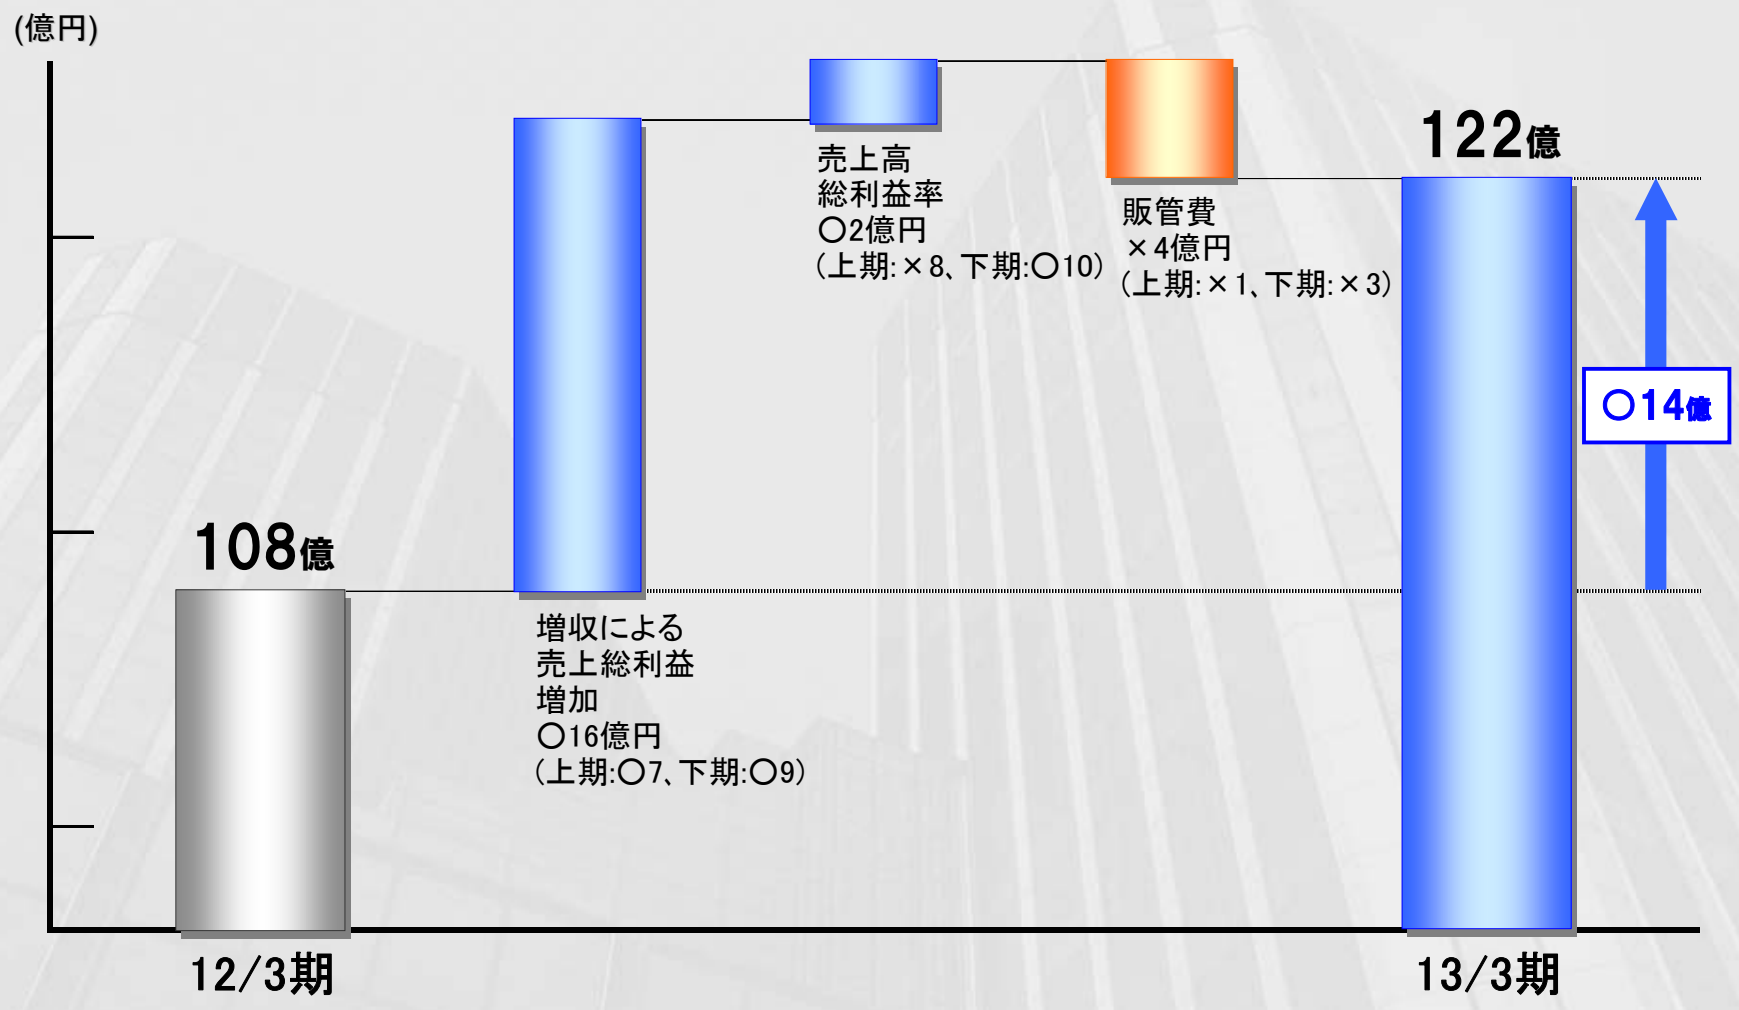 (億円)
108億
12/3期
増収による
売上総利益
増加
○16億円
(上期:○7、下期:○9)
売上高
総利益率
○2億円
(上期:×8、下期:○10)
販管費
×4億円
(上期:×1、下期:×3)
122億
13/3期
○14億